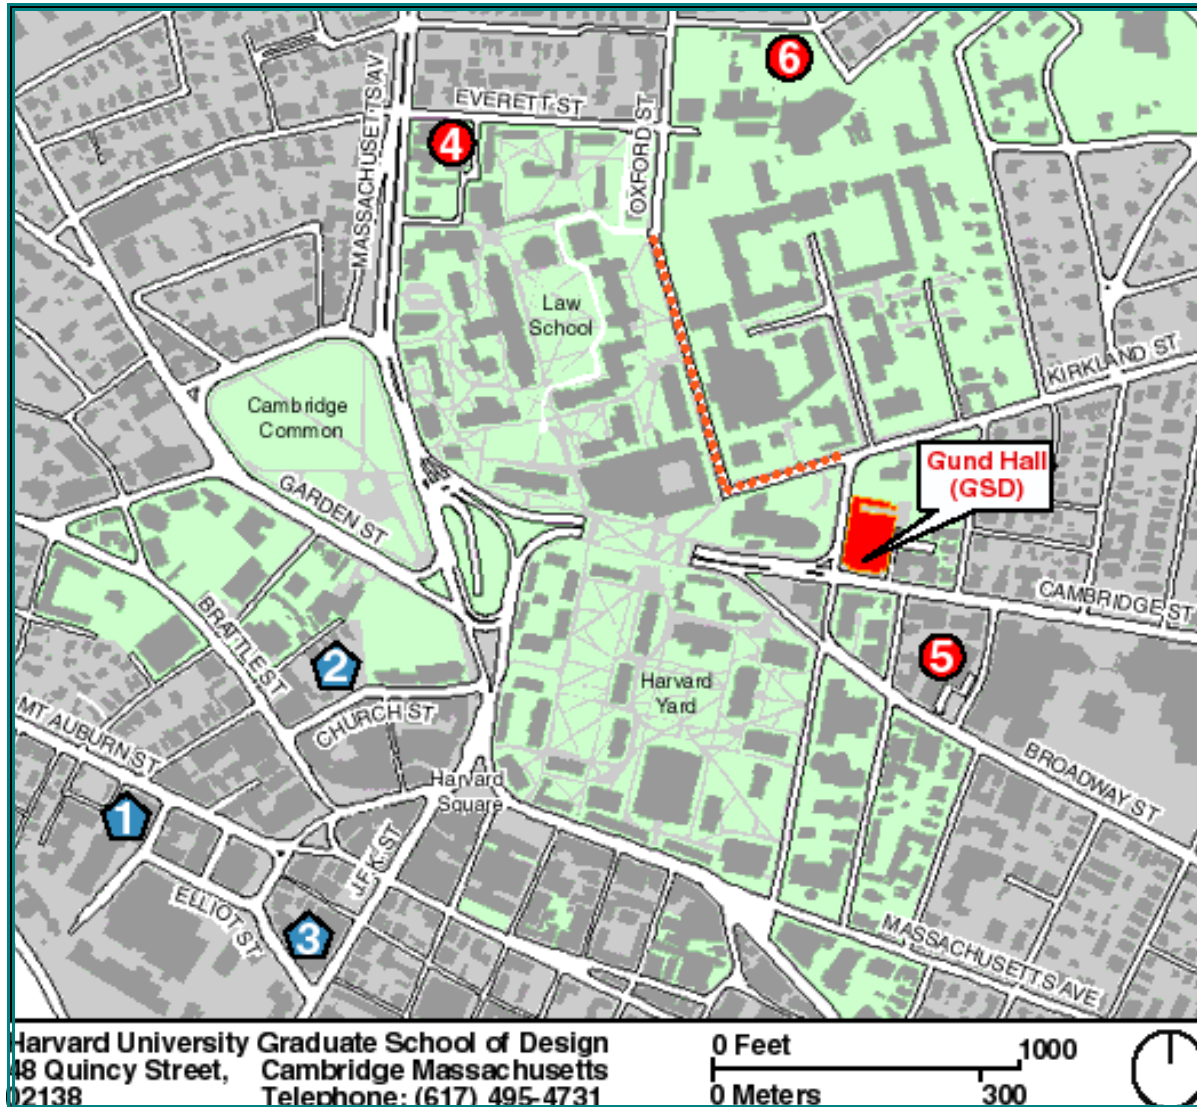 6
EVERETT ST
4
MASSACHUSETTS AV
OXFORD ST
Law
School
KIRKLAND ST
Cambridge
Common
Gund Hall
(GSD)
GARDEN ST
CAMBRIDGE ST
BRATTLE ST
2
5
Harvard
Yard
CHURCH ST
MT AUBURN ST
BROADWAY ST
Harvard
Square
1
J.F.K. ST
ELLIOT ST
3
MASSACHUSETTS AVE
Harvard University Graduate School of Design
48 Quincy Street, Cambridge Massachusetts
02138 Telephone: (617) 495-4731
0 Feet 1000
0 Meters 300